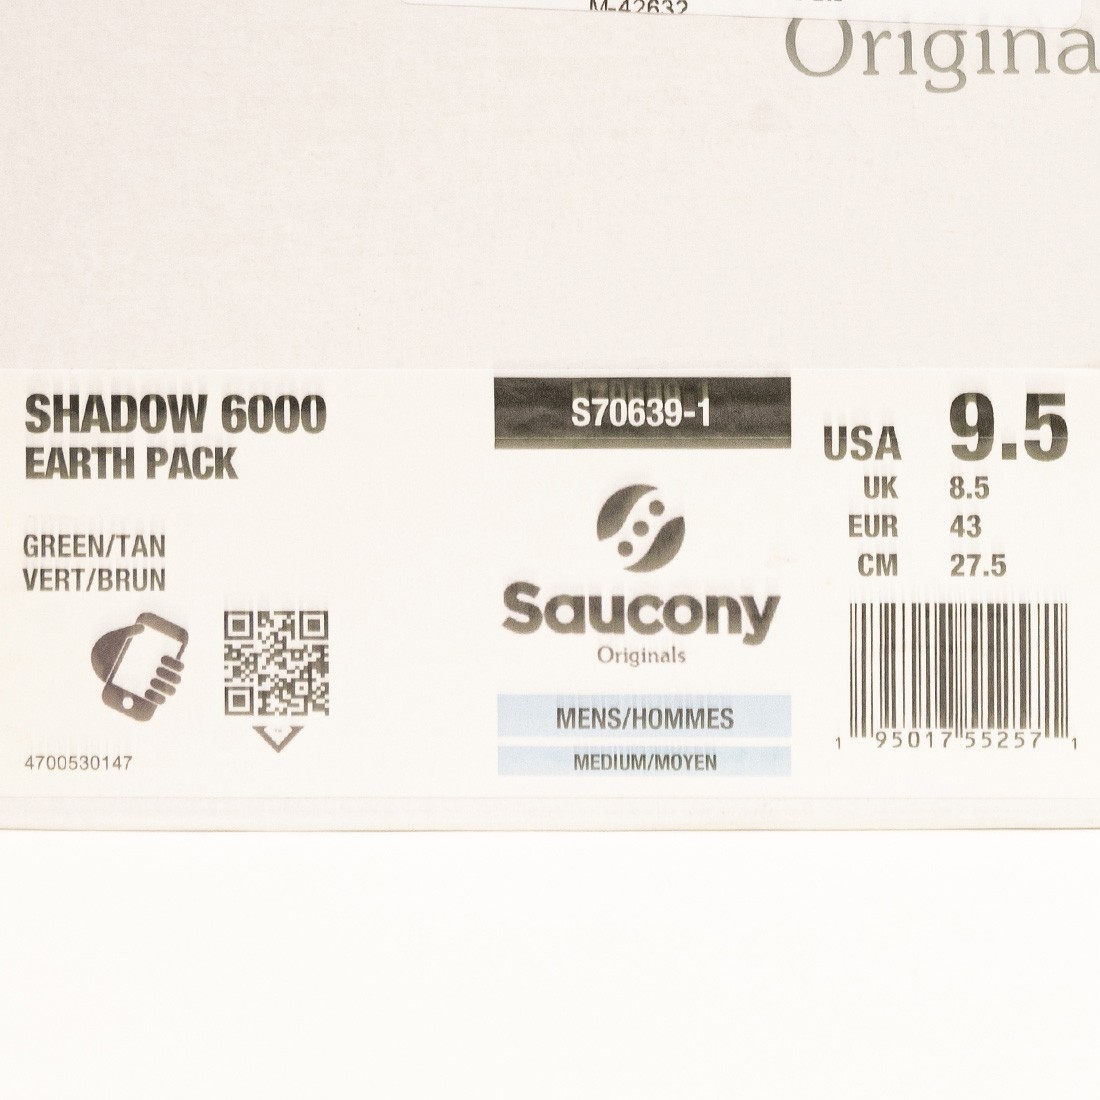 M-42632
Origina
SHADOW 6000
EARTH PACK
GREEN/TAN
VERT/BRUN
4700530147
S70639-1
Saucony
Originals
MENS/HOMMES
MEDIUM/MOYEN
USA 9.5
UK 8.5
EUR 43
CM 27.5
1 95017 55257 1